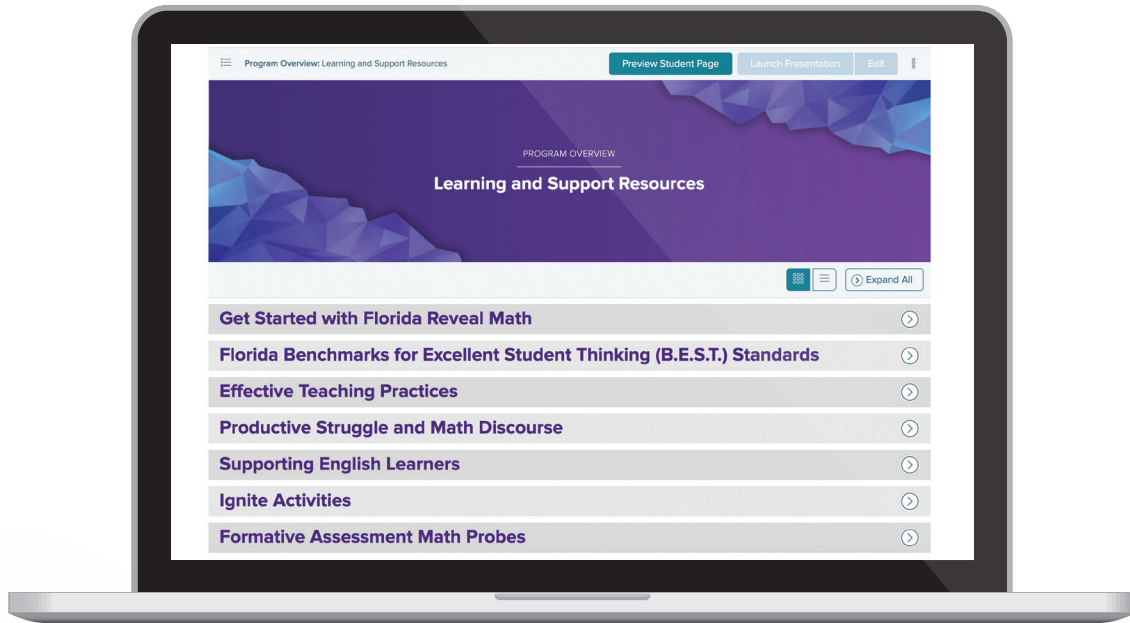 Program Overview: Learning and Support Resources
Preview Student Page
Launch Presentation
Edit
PROGRAM OVERVIEW
Learning and Support Resources
Expand All
Get Started with Florida Reveal Math
Florida Benchmarks for Excellent Student Thinking (B.E.S.T.) Standards
Effective Teaching Practices
Productive Struggle and Math Discourse
Supporting English Learners
Ignite Activities
Formative Assessment Math Probes